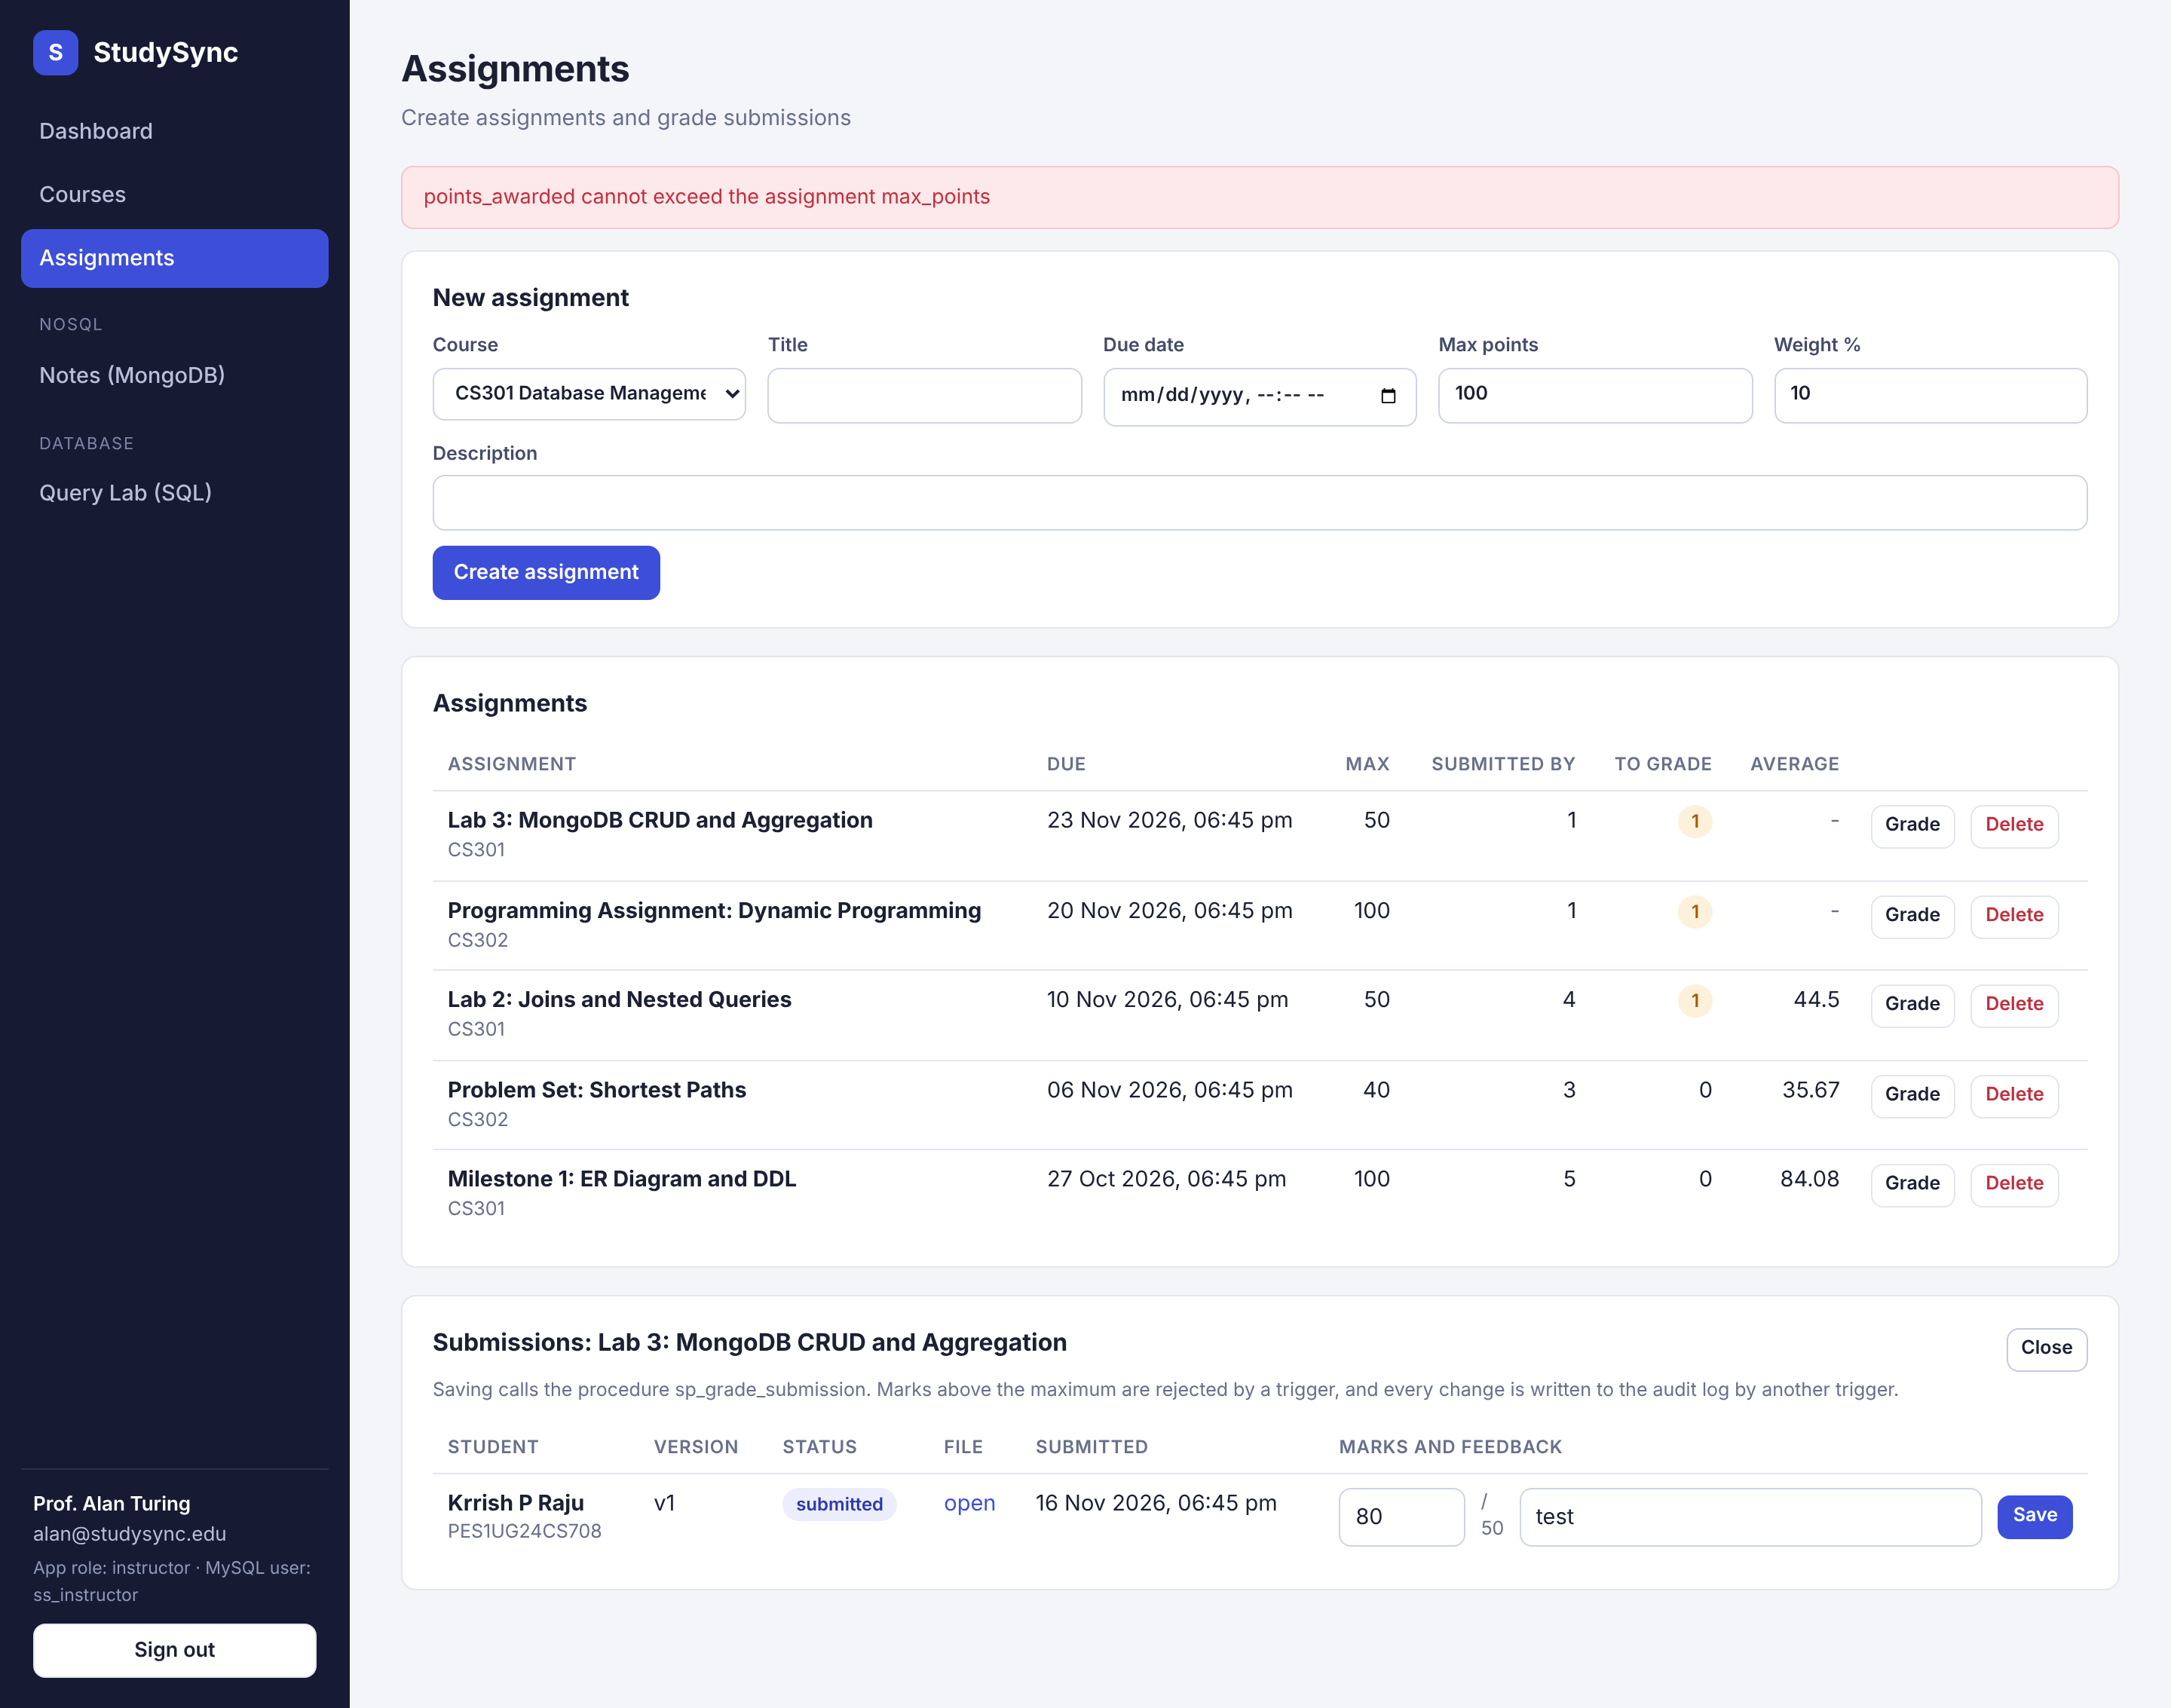 S StudySync
Dashboard
Courses
Assignments
NOSQL
Notes (MongoDB)
DATABASE
Query Lab (SQL)
Prof. Alan Turing
alan@studysync.edu
App role: instructor · MySQL user:
ss_instructor
Sign out
Assignments
Create assignments and grade submissions
points_awarded cannot exceed the assignment max_points
New assignment
Course Title Due date Max points Weight %
CS301 Database Manageme mm/dd/yyyy, --:-- -- 100 10
Description
Create assignment
Assignments
ASSIGNMENT DUE MAX SUBMITTED BY TO GRADE AVERAGE
Lab 3: MongoDB CRUD and Aggregation 23 Nov 2026, 06:45 pm 50 1 1 - Grade Delete
CS301
Programming Assignment: Dynamic Programming 20 Nov 2026, 06:45 pm 100 1 1 - Grade Delete
CS302
Lab 2: Joins and Nested Queries 10 Nov 2026, 06:45 pm 50 4 1 44.5 Grade Delete
CS301
Problem Set: Shortest Paths 06 Nov 2026, 06:45 pm 40 3 0 35.67 Grade Delete
CS302
Milestone 1: ER Diagram and DDL 27 Oct 2026, 06:45 pm 100 5 0 84.08 Grade Delete
CS301
Submissions: Lab 3: MongoDB CRUD and Aggregation Close
Saving calls the procedure sp_grade_submission. Marks above the maximum are rejected by a trigger, and every change is written to the audit log by another trigger.
STUDENT VERSION STATUS FILE SUBMITTED MARKS AND FEEDBACK
Krrish P Raju v1 submitted open 16 Nov 2026, 06:45 pm 80 / 50 test Save
PES1UG24CS708